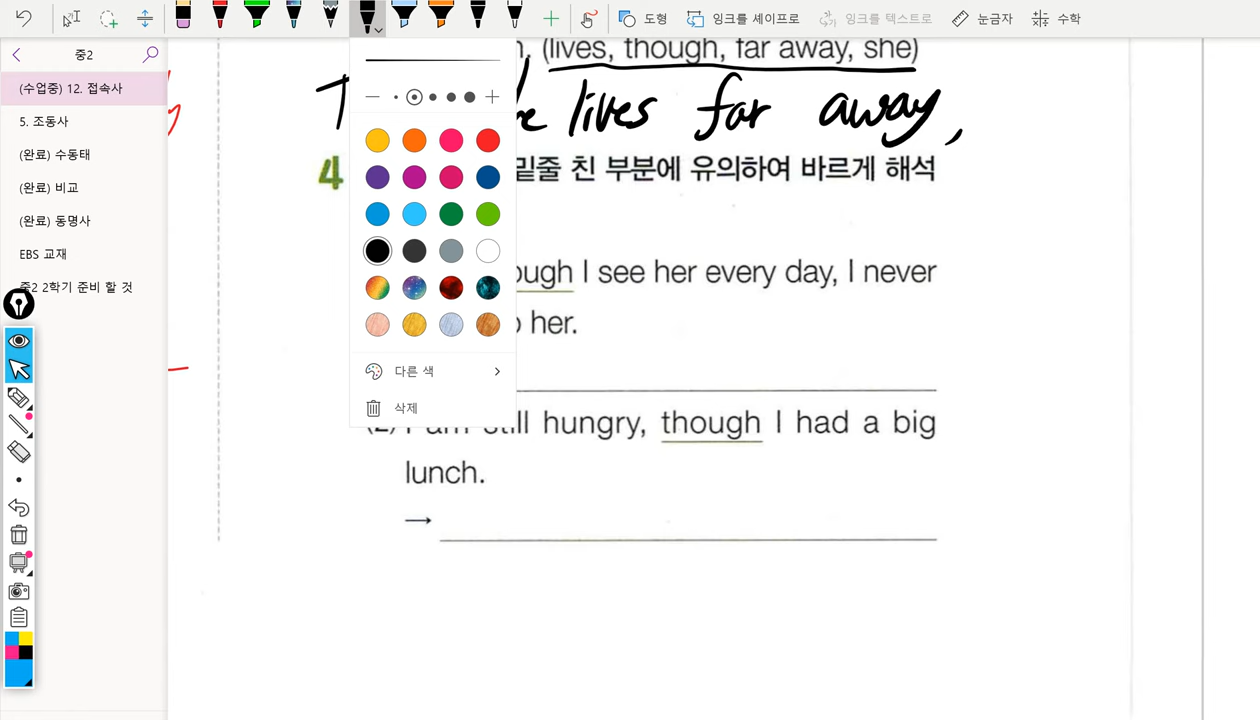 도형
잉크를 셰이프로
잉크를 텍스트로
눈금자
수학
중2
(수업중) 12. 접속사
5. 조동사
(완료) 수동태
(완료) 비교
(완료) 동명사
EBS 교재
중2 2학기 준비 할 것
다른 색
삭제
(lives, though, far away, she)
lives far away,
4 밑줄 친 부분에 유의하여 바르게 해석
I see her every day, I never
her.
(2) I am still hungry, though I had a big
lunch.
→